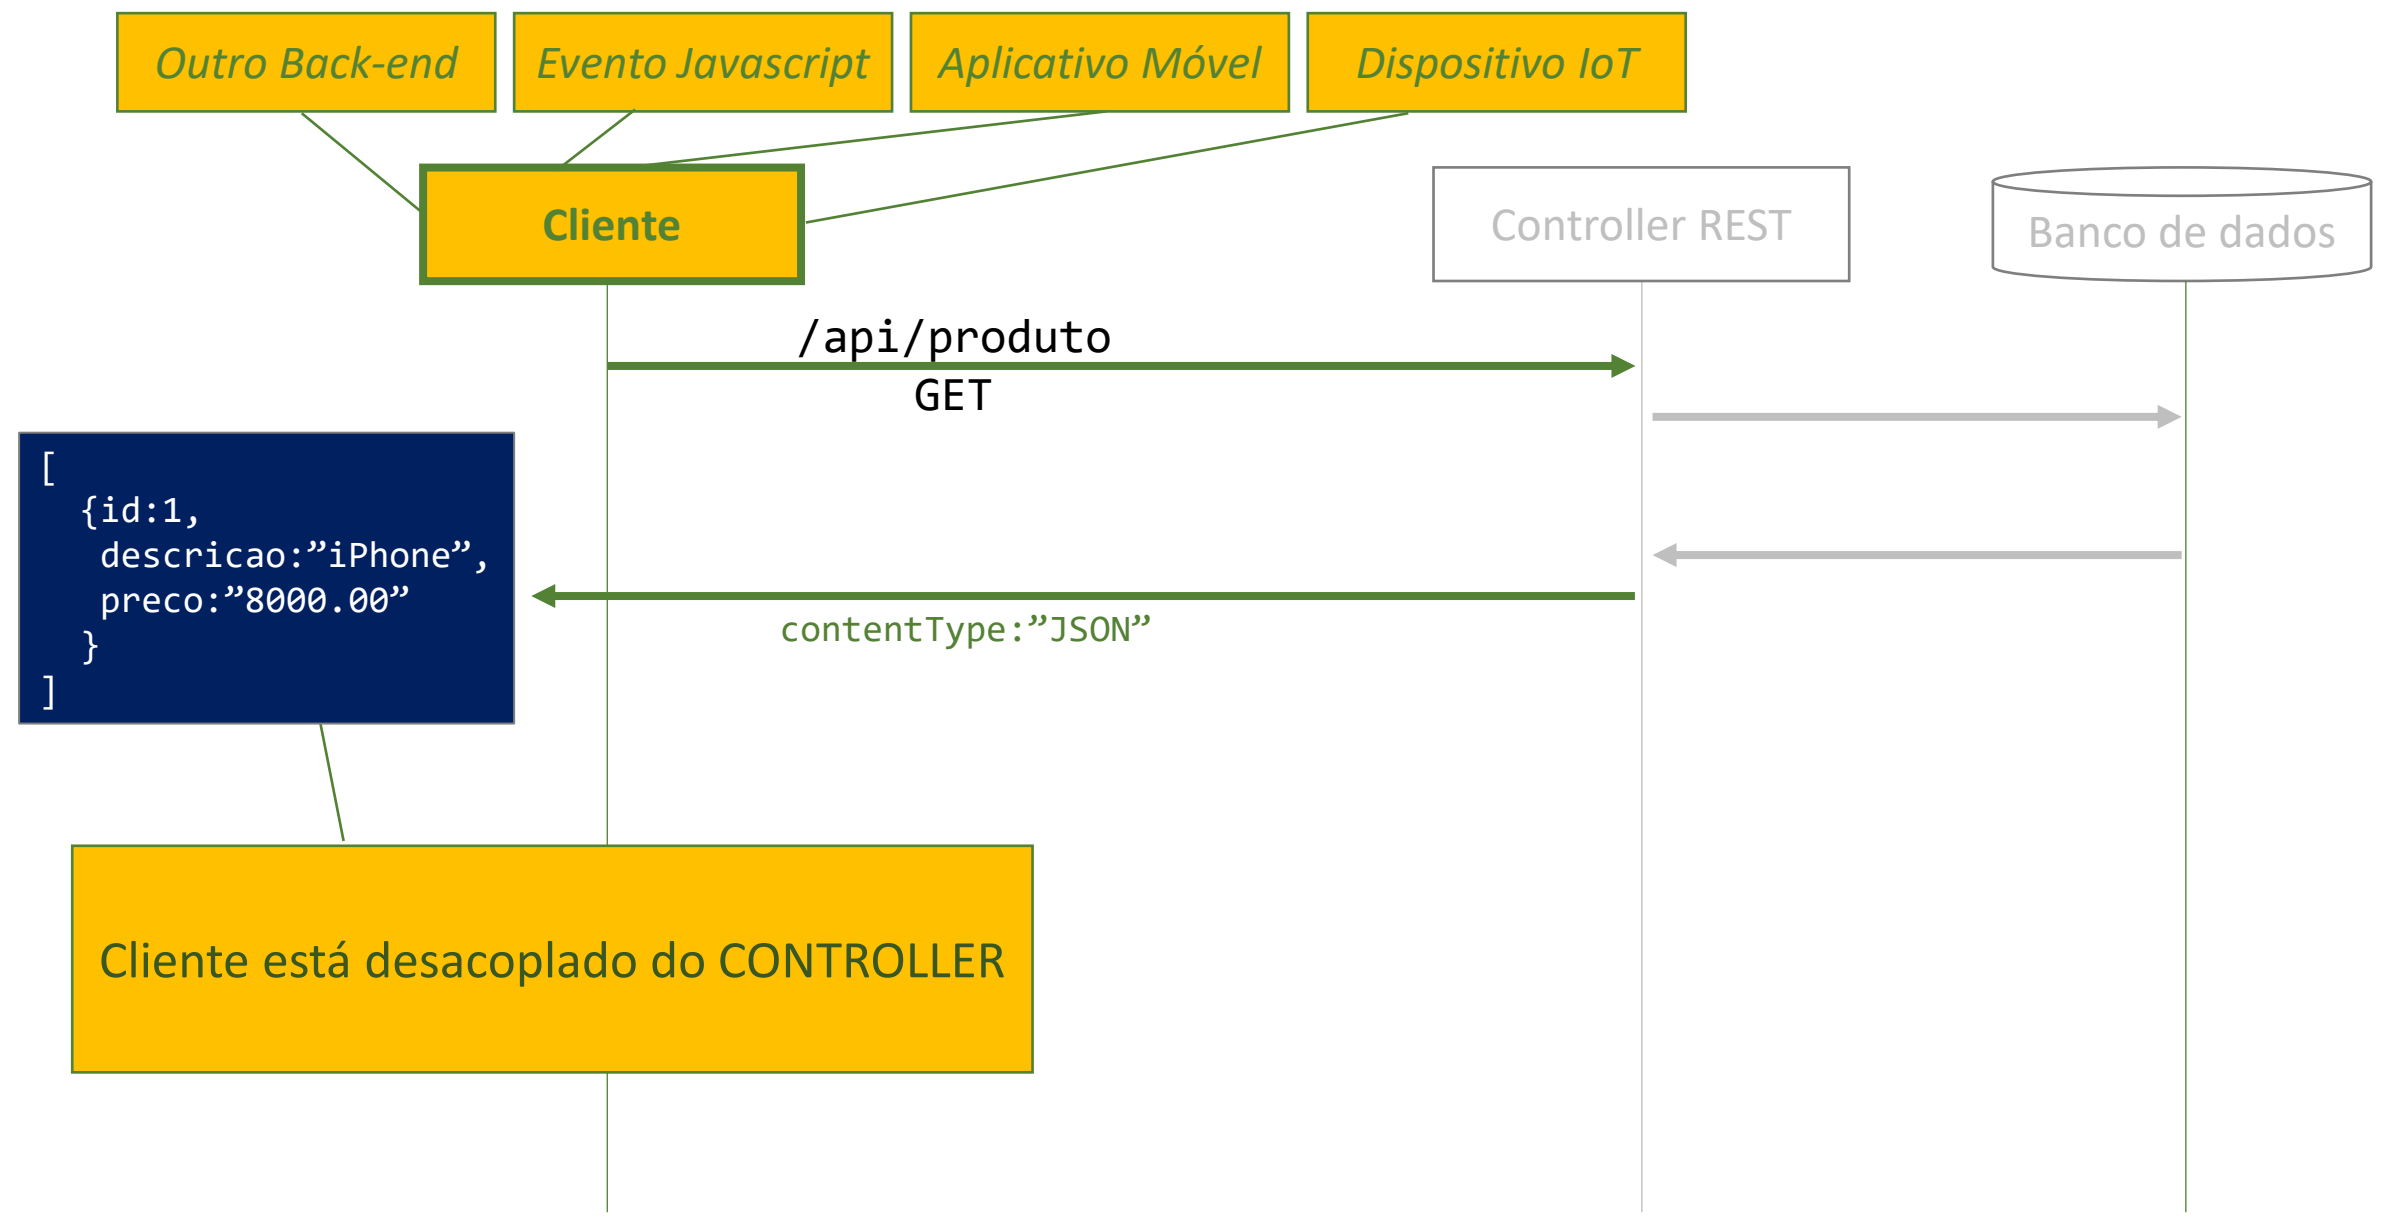 Outro Back-end
Evento Javascript
Aplicativo Móvel
Dispositivo IoT
Cliente
Controller REST
Banco de dados
/api/produto
GET
[
{id:1,
descricao:”iPhone”,
preco:”8000.00”
}
]
contentType:”JSON”
Cliente está desacoplado do CONTROLLER